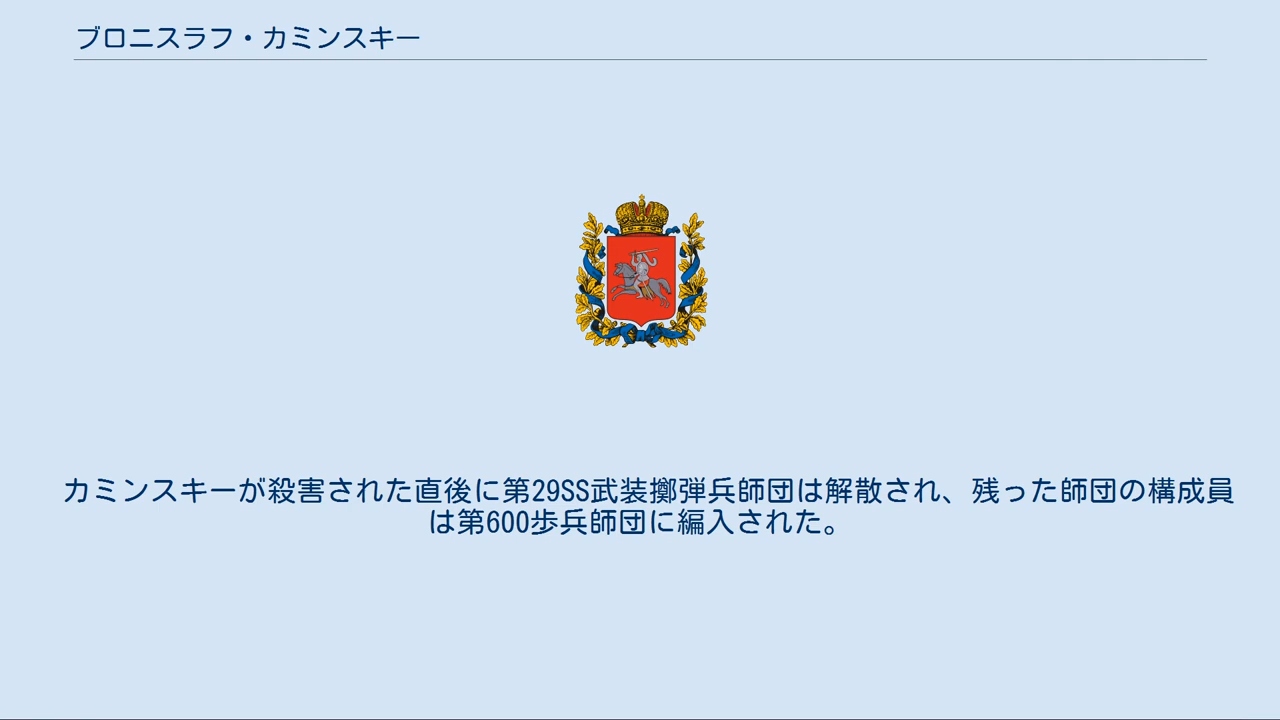 ブロニスラフ・カミンスキー
カミンスキーが殺害された直後に第29SS武装擲弾兵師団は解散され、残った師団の構成員
は第600歩兵師団に編入された。